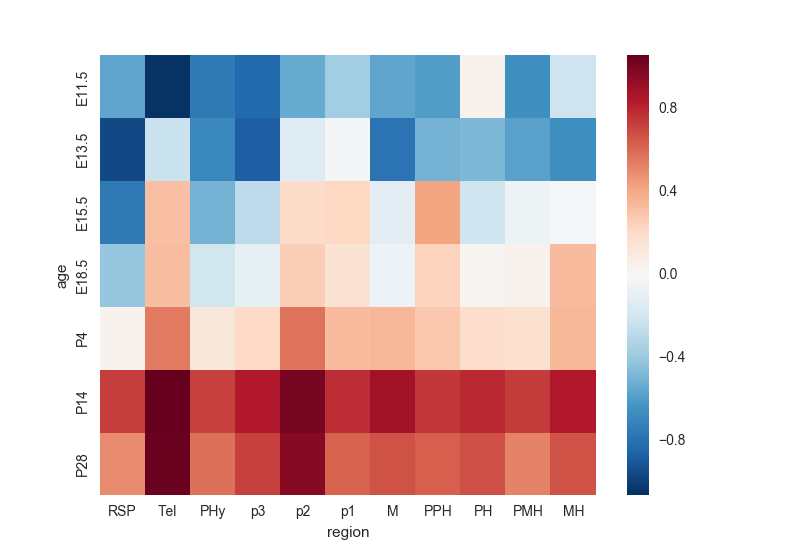 age
E11.5
E13.5
E15.5
E18.5
P4
P14
P28
RSP Tel PHy p3 p2 p1 M PPH PH PMH MH
region
0.8
0.4
0.0
−0.4
−0.8